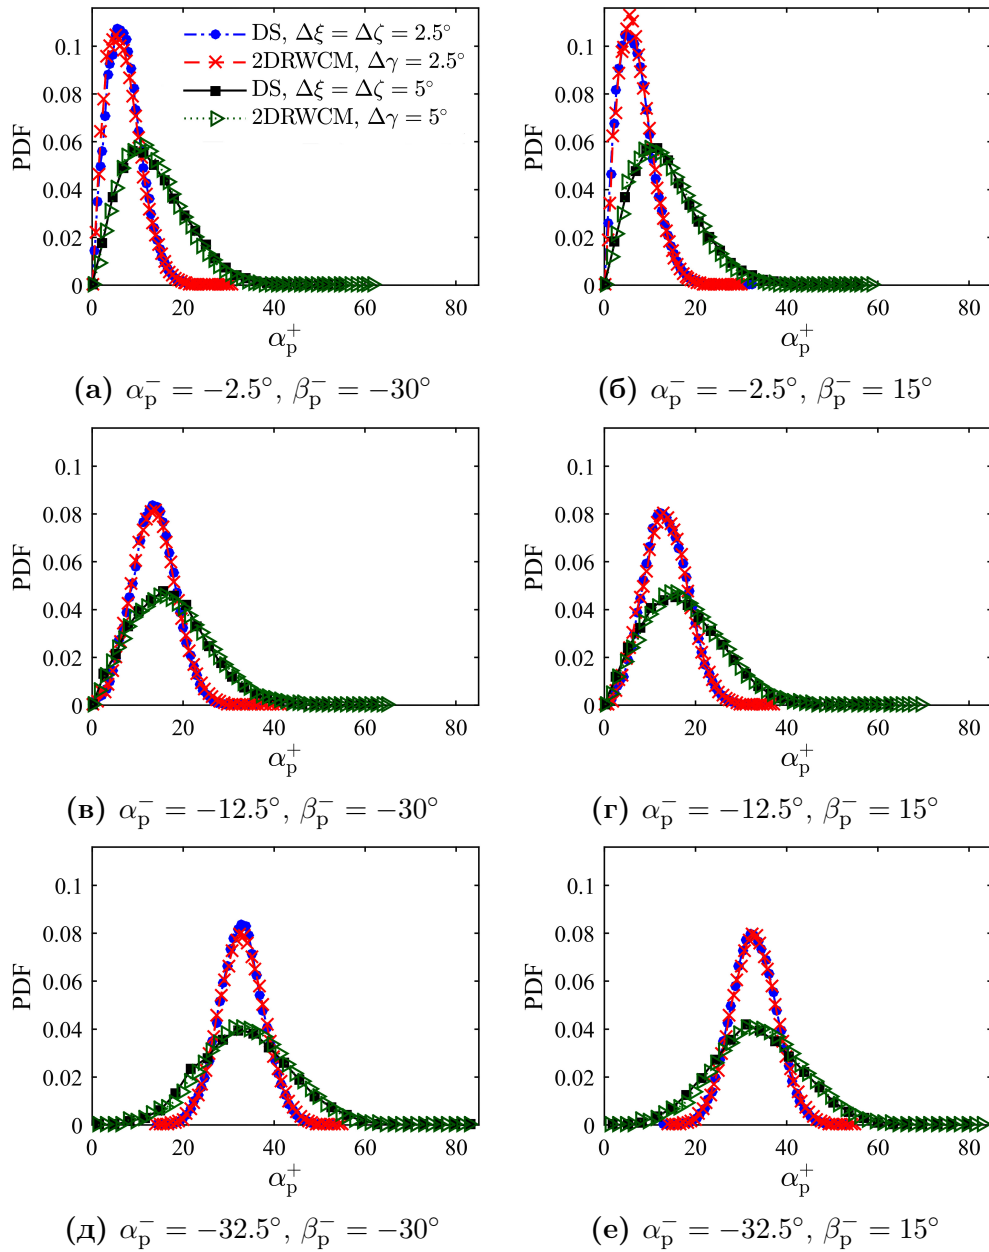 0.1
0.08
0.06
0.04
0.02
0
PDF
DS, Δξ = Δζ = 2.5°
2DRWCM, Δγ = 2.5°
DS, Δξ = Δζ = 5°
2DRWCM, Δγ = 5°
0 20 40 60 80
α_p^+
(а) α_p^- = −2.5°, β_p^- = −30°
0.1
0.08
0.06
0.04
0.02
0
PDF
0 20 40 60 80
α_p^+
(б) α_p^- = −2.5°, β_p^- = 15°
0.1
0.08
0.06
0.04
0.02
0
PDF
0 20 40 60 80
α_p^+
(в) α_p^- = −12.5°, β_p^- = −30°
0.1
0.08
0.06
0.04
0.02
0
PDF
0 20 40 60 80
α_p^+
(г) α_p^- = −12.5°, β_p^- = 15°
0.1
0.08
0.06
0.04
0.02
0
PDF
0 20 40 60 80
α_p^+
(д) α_p^- = −32.5°, β_p^- = −30°
0.1
0.08
0.06
0.04
0.02
0
PDF
0 20 40 60 80
α_p^+
(е) α_p^- = −32.5°, β_p^- = 15°